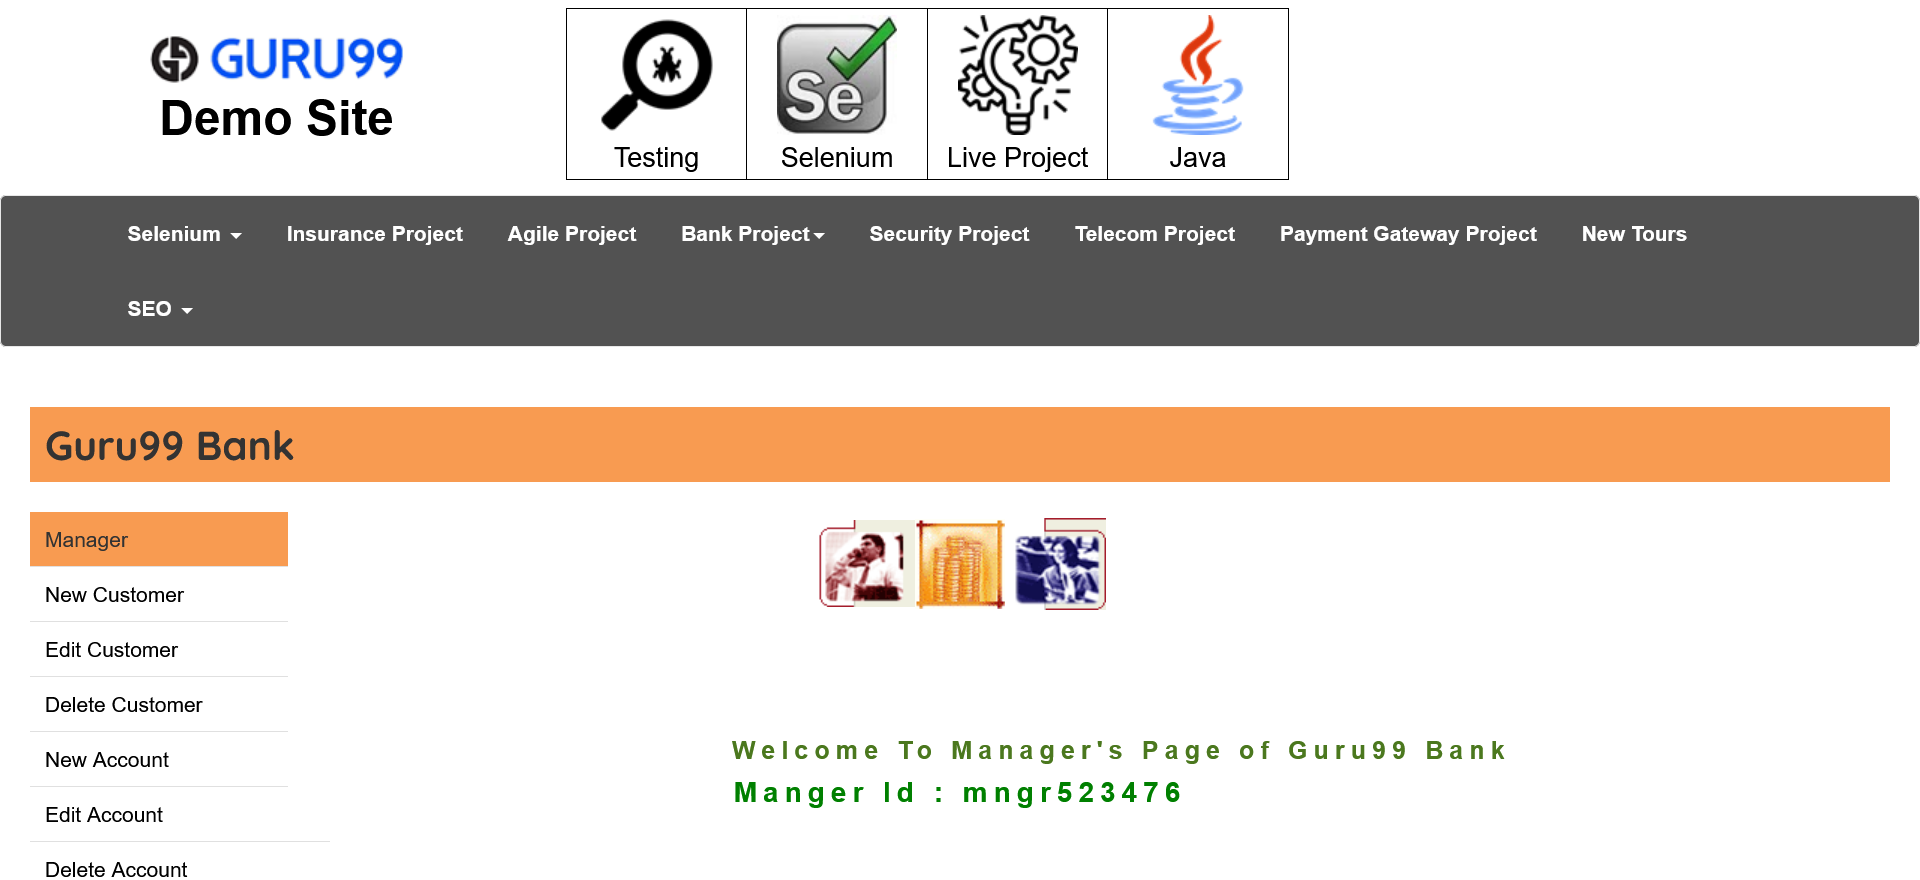 GURU99
Demo Site
Testing
Selenium
Live Project
Java
Se
Selenium
Insurance Project
Agile Project
Bank Project
Security Project
Telecom Project
Payment Gateway Project
New Tours
SEO
Guru99 Bank
Manager
New Customer
Edit Customer
Delete Customer
New Account
Edit Account
Delete Account
Welcome To Manager's Page of Guru99 Bank
Manger Id : mngr523476